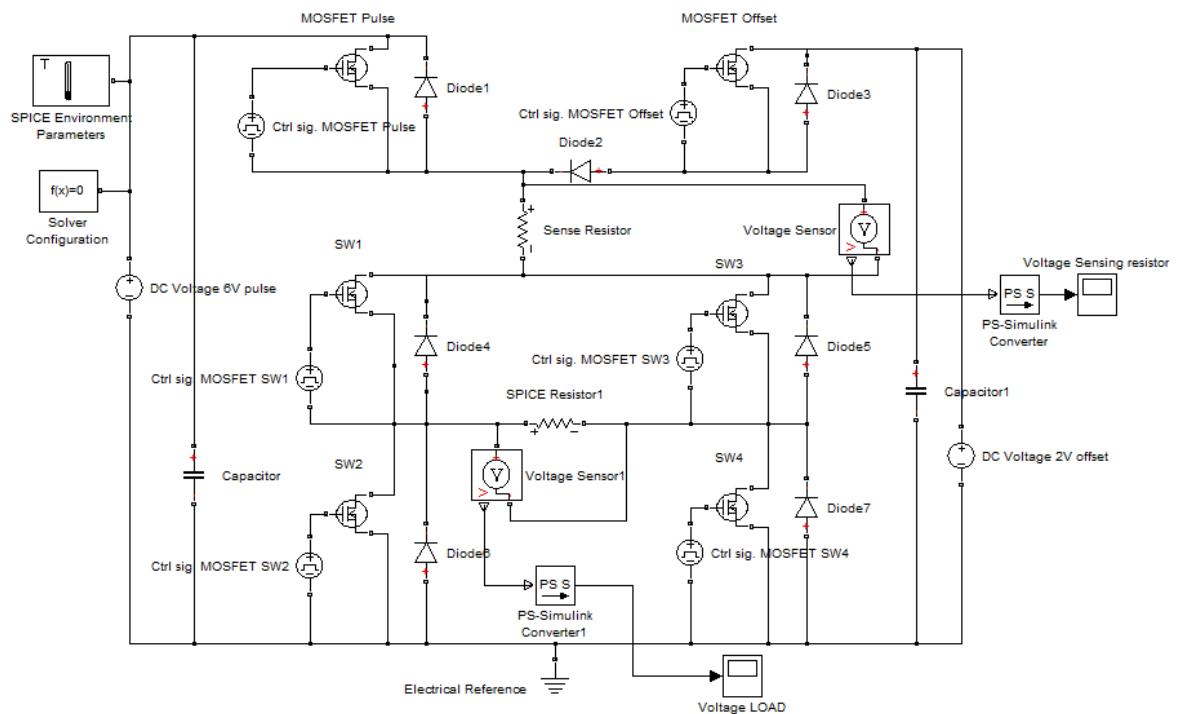 MOSFET Pulse
MOSFET Offset
T
SPICE Environment
Parameters
Diode1
Ctrl sig. MOSFET Pulse
Ctrl sig. MOSFET Offset
Diode3
Diode2
f(x)=0
Solver
Configuration
Sense Resistor
Voltage Sensor
V
SW1
SW3
Voltage Sensing resistor
DC Voltage 6V pulse
PS S
PS-Simulink
Converter
Diode4
Diode5
Ctrl sig. MOSFET SW1
Ctrl sig. MOSFET SW3
SPICE Resistor1
Capacitor1
SW2
SW4
Capacitor
V
Voltage Sensor1
DC Voltage 2V offset
Diode7
Ctrl sig. MOSFET SW2
Diode6
Ctrl sig. MOSFET SW4
PS S
PS-Simulink
Converter1
Electrical Reference
Voltage LOAD